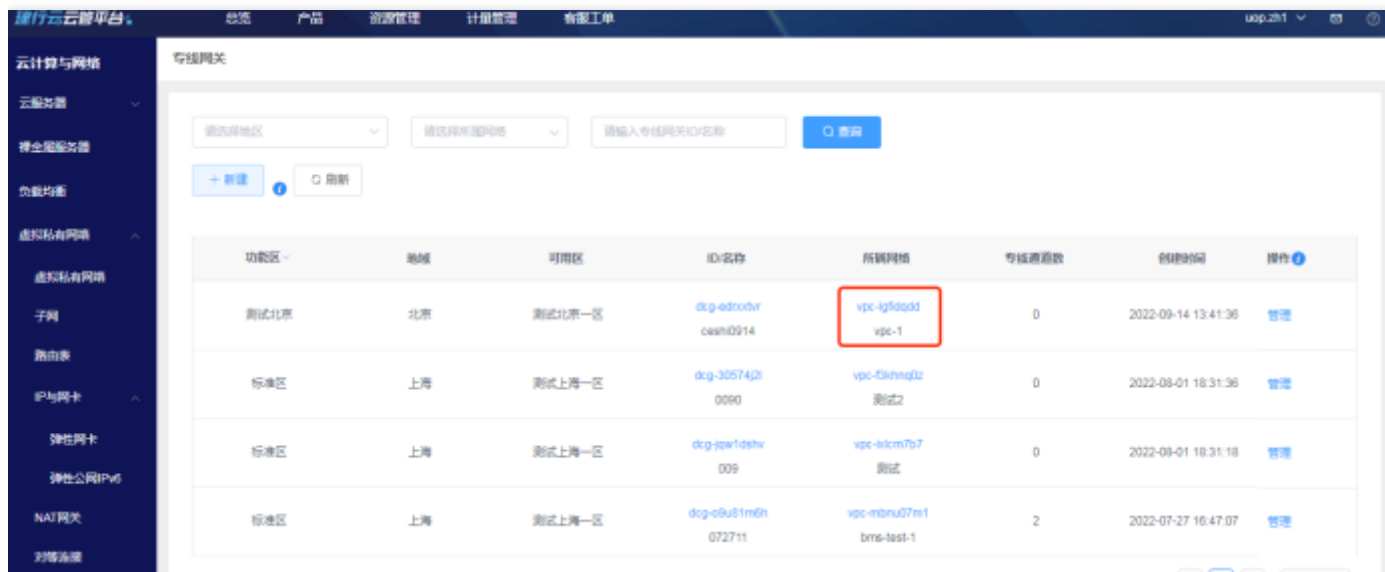 建行云云管平台
总览 产品 资源管理 计量管理 客服工单 uop.zh1
云计算与网络
专线网关
云服务器
请选择地区 请选择所属网络 请输入专线网关ID/名称 查询
裸金属服务器
+ 新建 刷新
负载均衡
虚拟私有网络
功能区 地域 可用区 ID/名称 所属网络 专线通道数 创建时间 操作
虚拟私有网络
测试北京 北京 测试北京一区 vpc-1 0 2022-09-14 13:41:36 管理
ceshi0914
子网
路由表
标准区 上海 测试上海一区 dcg-30574j2l 0 2022-08-01 18:31:36 管理
0090 测试2
IP与网卡
弹性网卡
标准区 上海 测试上海一区 dcg-jqw1dshv 0 2022-08-01 18:31:18 管理
009 测试
弹性公网IPv6
NAT网关
标准区 上海 测试上海一区 dcg-o9u81m6h vpc-mbnu07m1 2 2022-07-27 16:47:07 管理
072711 bms-test-1
对等连接